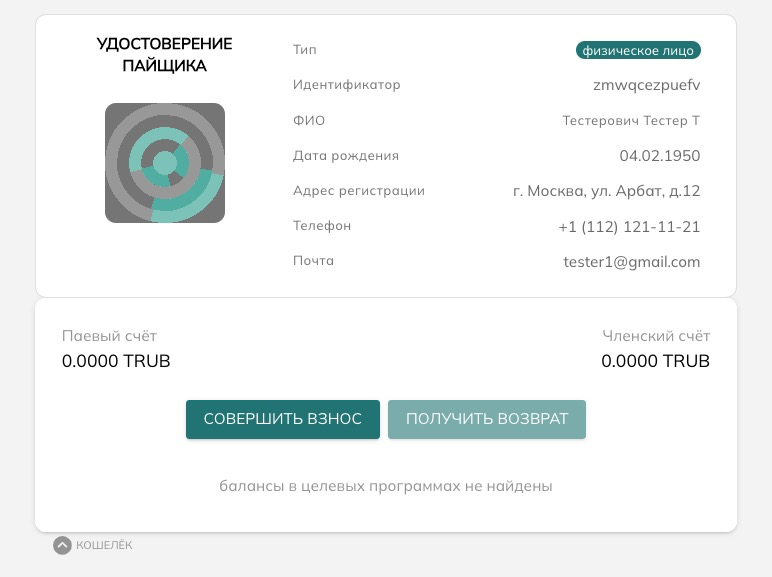 УДОСТОВЕРЕНИЕ
ПАЙЩИКА
Тип физическое лицо
Идентификатор zmwqcezpuefv
ФИО Тестерович Тестер Т
Дата рождения 04.02.1950
Адрес регистрации г. Москва, ул. Арбат, д.12
Телефон +1 (112) 121-11-21
Почта tester1@gmail.com
Паевый счёт Членский счёт
0.0000 TRUB 0.0000 TRUB
СОВЕРШИТЬ ВЗНОС ПОЛУЧИТЬ ВОЗВРАТ
балансы в целевых программах не найдены
КОШЕЛЁК